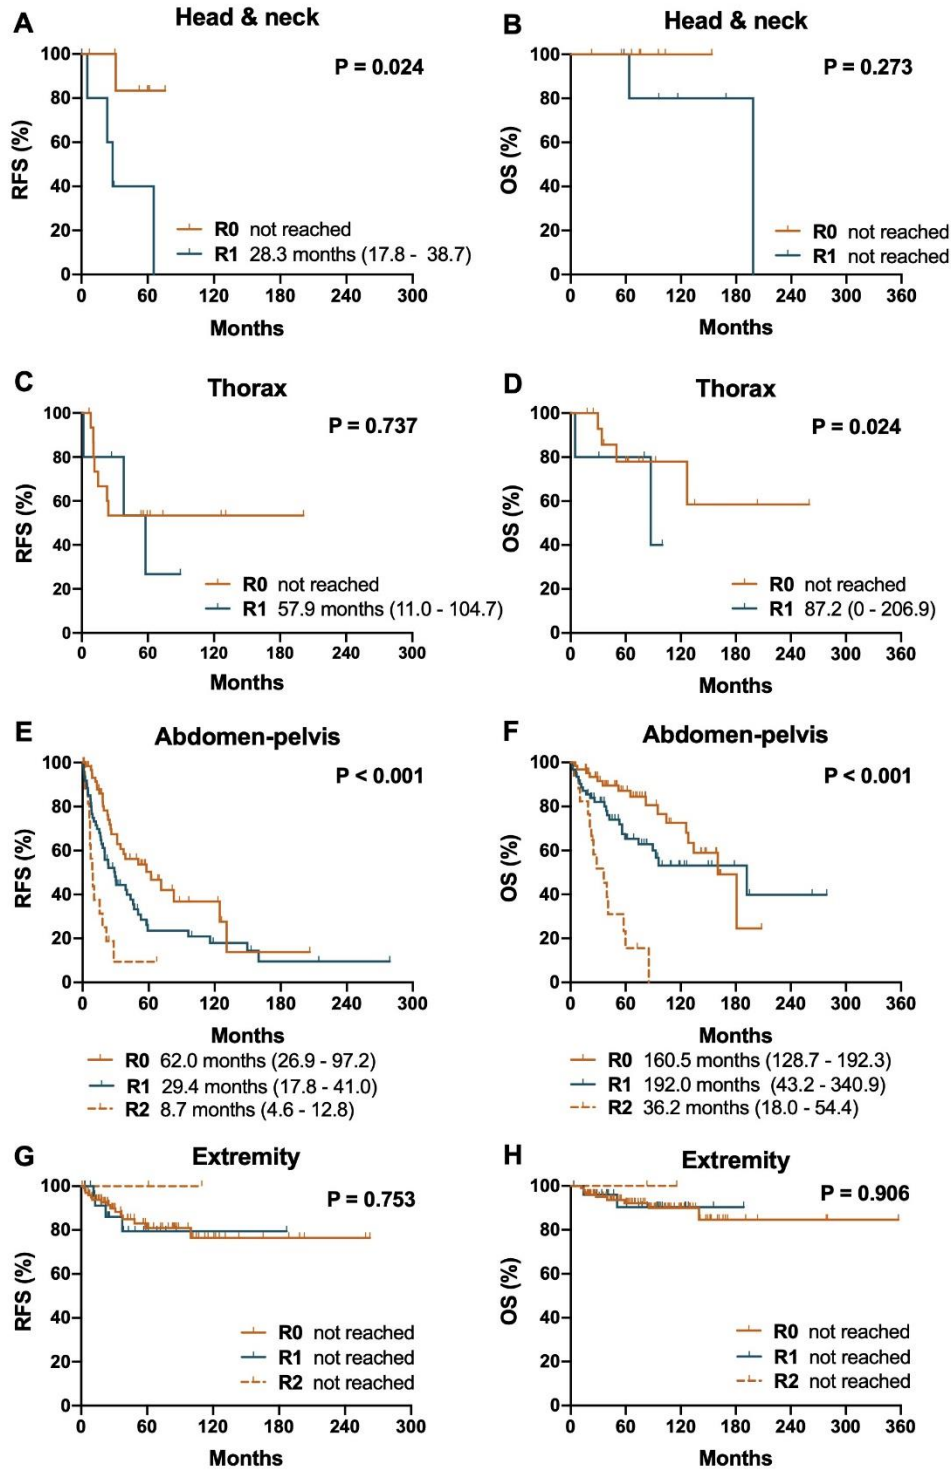 A
Head & neck
P = 0.024
RFS (%)
100
80
60
40
20
0
R0 not reached
R1 28.3 months (17.8 - 38.7)
0 60 120 180 240 300
Months
B
Head & neck
P = 0.273
OS (%)
100
80
60
40
20
0
R0 not reached
R1 not reached
0 60 120 180 240 300 360
Months
C
Thorax
P = 0.737
RFS (%)
100
80
60
40
20
0
R0 not reached
R1 57.9 months (11.0 - 104.7)
0 60 120 180 240 300
Months
D
Thorax
P = 0.024
OS (%)
100
80
60
40
20
0
R0 not reached
R1 87.2 (0 - 206.9)
0 60 120 180 240 300 360
Months
E
Abdomen-pelvis
P < 0.001
RFS (%)
100
80
60
40
20
0
0 60 120 180 240 300
Months
R0 62.0 months (26.9 - 97.2)
R1 29.4 months (17.8 - 41.0)
R2 8.7 months (4.6 - 12.8)
F
Abdomen-pelvis
P < 0.001
OS (%)
100
80
60
40
20
0
0 60 120 180 240 300 360
Months
R0 160.5 months (128.7 - 192.3)
R1 192.0 months (43.2 - 340.9)
R2 36.2 months (18.0 - 54.4)
G
Extremity
P = 0.753
RFS (%)
100
80
60
40
20
0
R0 not reached
R1 not reached
R2 not reached
0 60 120 180 240 300
Months
H
Extremity
P = 0.906
OS (%)
100
80
60
40
20
0
R0 not reached
R1 not reached
R2 not reached
0 60 120 180 240 300 360
Months